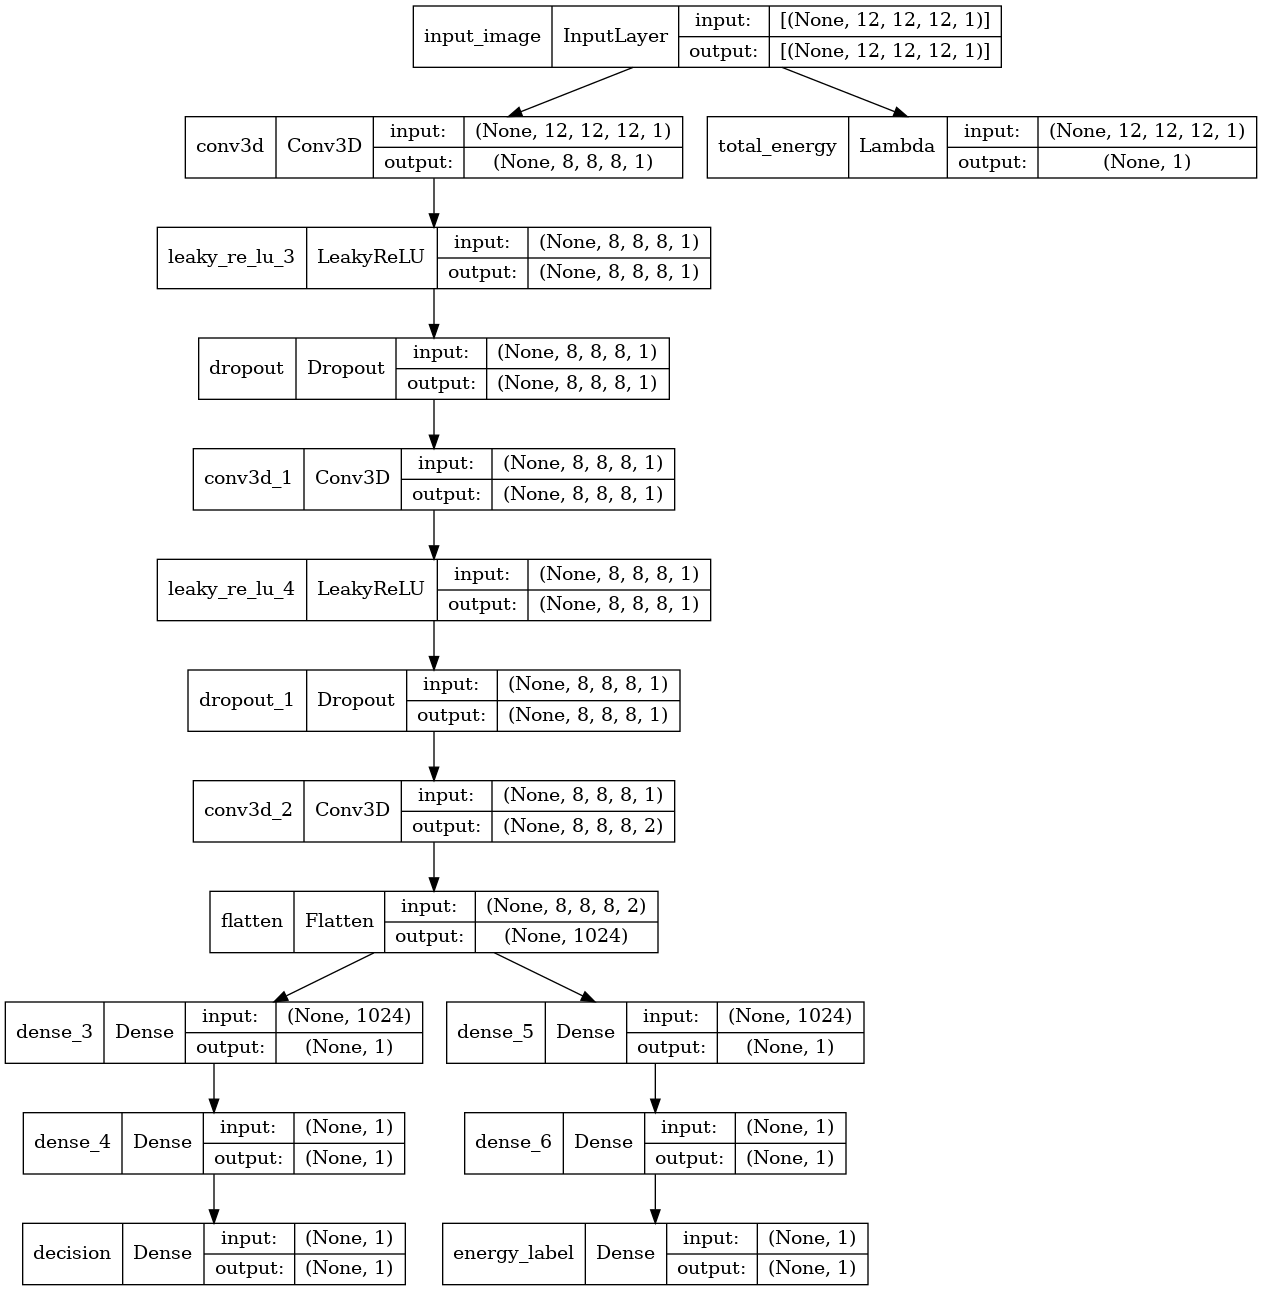 input_image InputLayer input: [(None, 12, 12, 12, 1)]
output: [(None, 12, 12, 12, 1)]
conv3d Conv3D input: (None, 12, 12, 12, 1)
output: (None, 8, 8, 8, 1)
total_energy Lambda input: (None, 12, 12, 12, 1)
output: (None, 1)
leaky_re_lu_3 LeakyReLU input: (None, 8, 8, 8, 1)
output: (None, 8, 8, 8, 1)
dropout Dropout input: (None, 8, 8, 8, 1)
output: (None, 8, 8, 8, 1)
conv3d_1 Conv3D input: (None, 8, 8, 8, 1)
output: (None, 8, 8, 8, 1)
leaky_re_lu_4 LeakyReLU input: (None, 8, 8, 8, 1)
output: (None, 8, 8, 8, 1)
dropout_1 Dropout input: (None, 8, 8, 8, 1)
output: (None, 8, 8, 8, 1)
conv3d_2 Conv3D input: (None, 8, 8, 8, 1)
output: (None, 8, 8, 8, 2)
flatten Flatten input: (None, 8, 8, 8, 2)
output: (None, 1024)
dense_3 Dense input: (None, 1024)
output: (None, 1)
dense_5 Dense input: (None, 1024)
output: (None, 1)
dense_4 Dense input: (None, 1)
output: (None, 1)
dense_6 Dense input: (None, 1)
output: (None, 1)
decision Dense input: (None, 1)
output: (None, 1)
energy_label Dense input: (None, 1)
output: (None, 1)